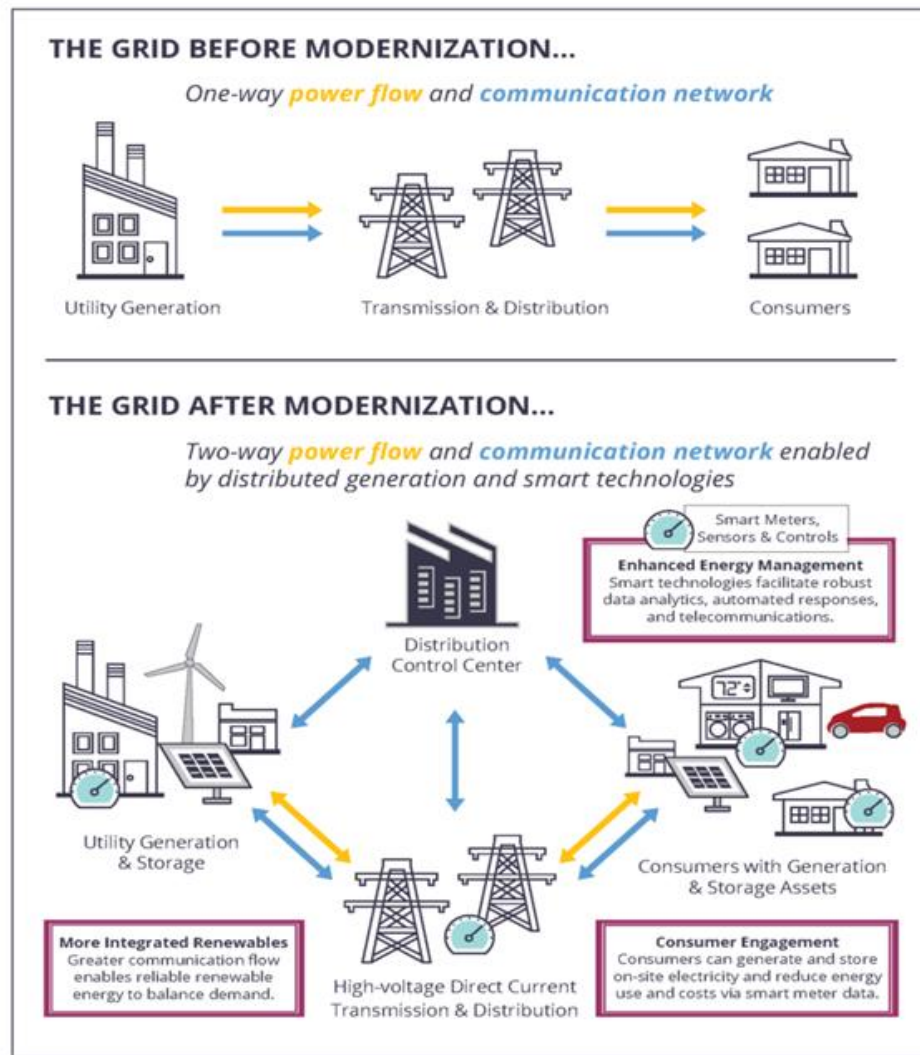 THE GRID BEFORE MODERNIZATION...
One-way power flow and communication network
Utility Generation
Transmission & Distribution
Consumers
THE GRID AFTER MODERNIZATION...
Two-way power flow and communication network enabled
by distributed generation and smart technologies
Smart Meters,
Sensors & Controls
Enhanced Energy Management
Smart technologies facilitate robust
data analytics, automated responses,
and telecommunications.
Distribution
Control Center
72°
Utility Generation
& Storage
Consumers with Generation
& Storage Assets
More Integrated Renewables
Greater communication flow
enables reliable renewable
energy to balance demand.
High-voltage Direct Current
Transmission & Distribution
Consumer Engagement
Consumers can generate and store
on-site electricity and reduce energy
use and costs via smart meter data.